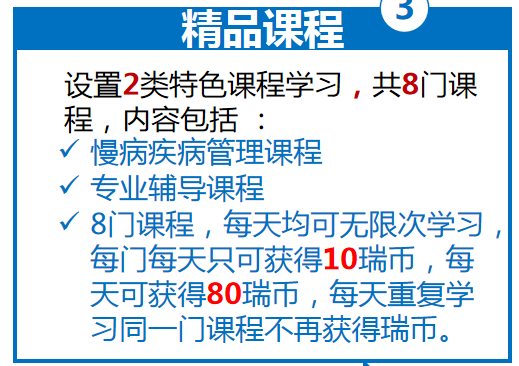 3
精品课程
设置2类特色课程学习，共8门课
程，内容包括 ：
✓ 慢病疾病管理课程
✓ 专业辅导课程
✓ 8门课程，每天均可无限次学习，
每门每天只可获得10瑞币，每
天可获得80瑞币，每天重复学
习同一门课程不再获得瑞币。